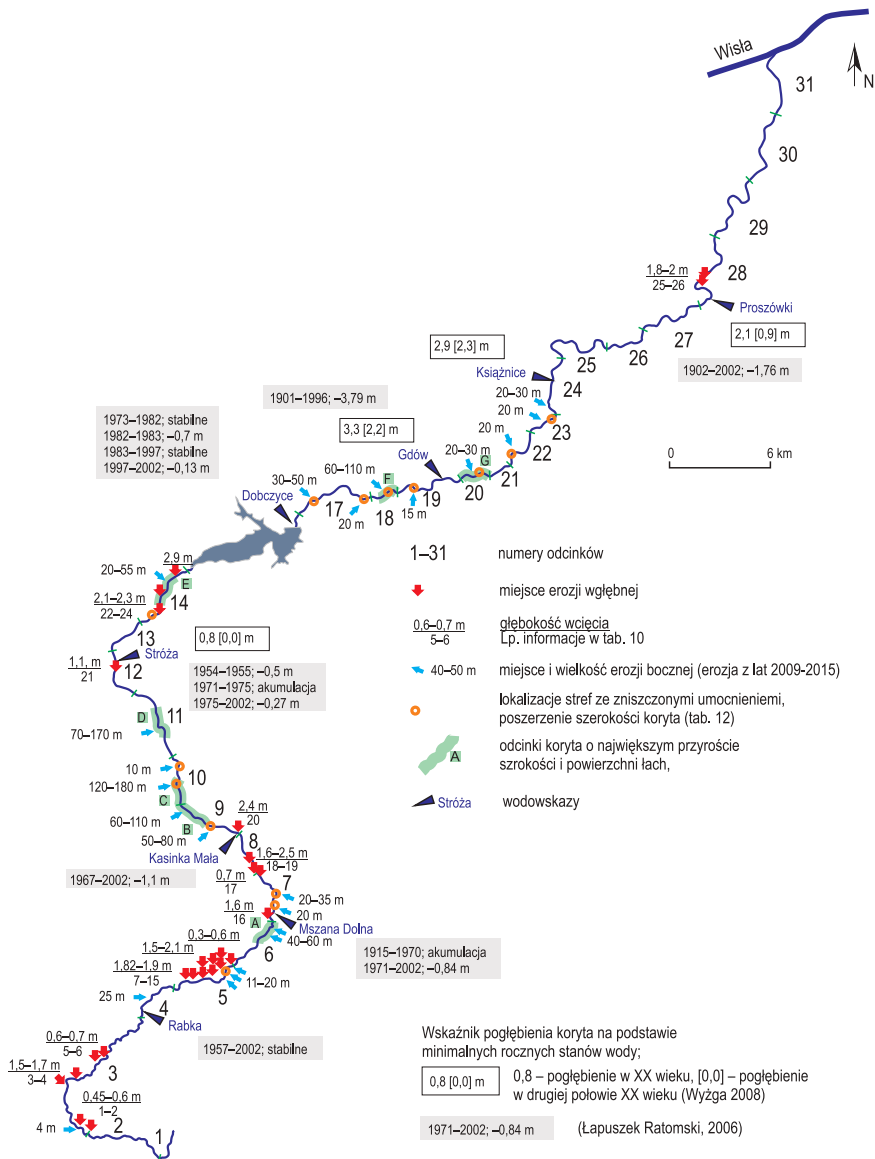 Wisła
N
31
30
29
28
1,8–2 m
25–26
Proszówki
2,1 [0,9] m
27
26
25
2,9 [2,3] m
1902–2002; –1,76 m
Książnice
24
20–30 m
20 m
23
1901–1996; –3,79 m
1973–1982; stabilne
1982–1983; –0,7 m
1983–1997; stabilne
1997–2002; –0,13 m
3,3 [2,2] m
20 m
22
Gdów
20–30 m
G
21
20
0
6 km
60–110 m
F
19
30–50 m
Dobczyce
17
20 m
18
15 m
2,9 m
20–55 m
E
14
2,1–2,3 m
22–24
13
0,8 [0,0] m
Stróża
1,1, m
21
12
1954–1955; –0,5 m
1971–1975; akumulacja
1975–2002; –0,27 m
D
11
70–170 m
10 m
10
120–180 m
C
9
60–110 m
B
2,4 m
20
50–80 m
8
Kasinka Mała
1,6–2,5 m
18–19
1967–2002; –1,1 m
0,7 m
17
7
20–35 m
1,6 m
16
20 m
A
Mszana Dolna
0,3–0,6 m
40–60 m
6
1,5–2,1 m
1915–1970; akumulacja
1971–2002; –0,84 m
1,82–1,9 m
7–15
11–20 m
5
25 m
4
Rabka
1957–2002; stabilne
0,6–0,7 m
5–6
1,5–1,7 m
3–4
3
0,45–0,6 m
1–2
4 m
2
1
1–31 numery odcinków
miejsce erozji wgłębnej
0,6–0,7 m głębokość wcięcia
5–6 Lp. informacje w tab. 10
40–50 m miejsce i wielkość erozji bocznej (erozja z lat 2009-2015)
lokalizacje stref ze zniszczonymi umocnieniemi,
poszerzenie szerokości koryta (tab. 12)
A odcinki koryta o największym przyroście
szrokości i powierzchni łach,
Stróża wodowskazy
Wskaźnik pogłębienia koryta na podstawie
minimalnych rocznych stanów wody;
0,8 [0,0] m 0,8 – pogłębienie w XX wieku, [0,0] – pogłębienie
w drugiej połowie XX wieku (Wyżga 2008)
1971–2002; –0,84 m (Łapuszek Ratomski, 2006)